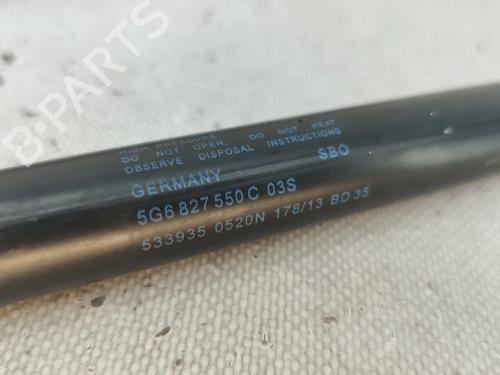 HIGH PRESSURE
DO NOT OPEN, DO NOT HEAT
OBSERVE DISPOSAL INSTRUCTIONS
GERMANY SBO
5G6 827 550 C 03S
533935 0520N 178/13 BD35
B-PARTS